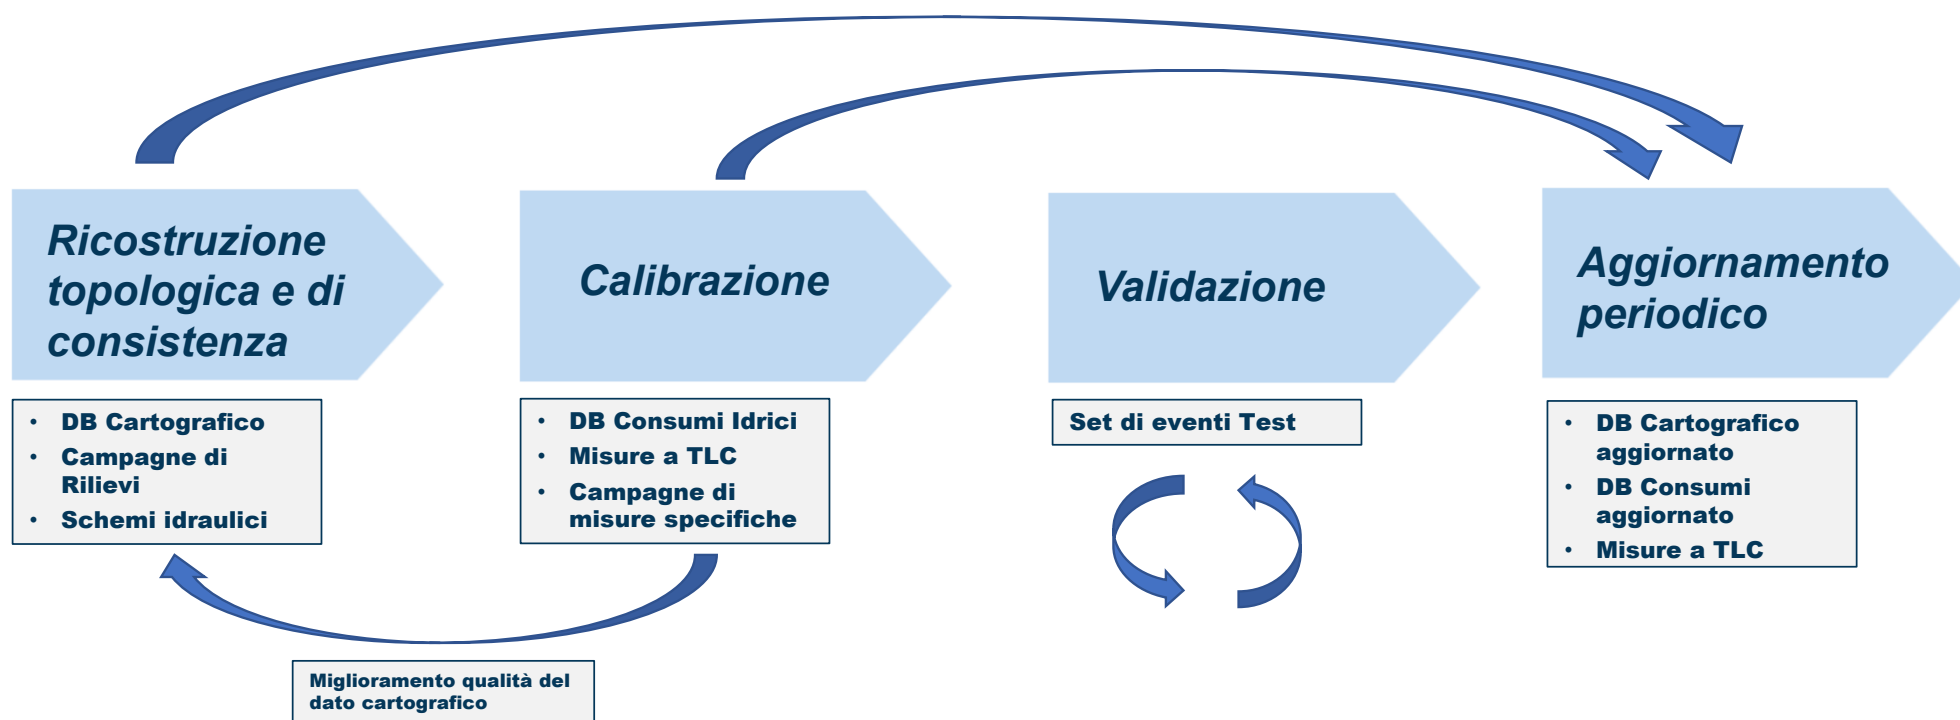 Ricostruzione
topologica e di
consistenza
Calibrazione
Validazione
Aggiornamento
periodico
• DB Cartografico
• Campagne di
Rilievi
• Schemi idraulici
• DB Consumi Idrici
• Misure a TLC
• Campagne di
misure specifiche
Set di eventi Test
• DB Cartografico
aggiornato
• DB Consumi
aggiornato
• Misure a TLC
Miglioramento qualità del
dato cartografico